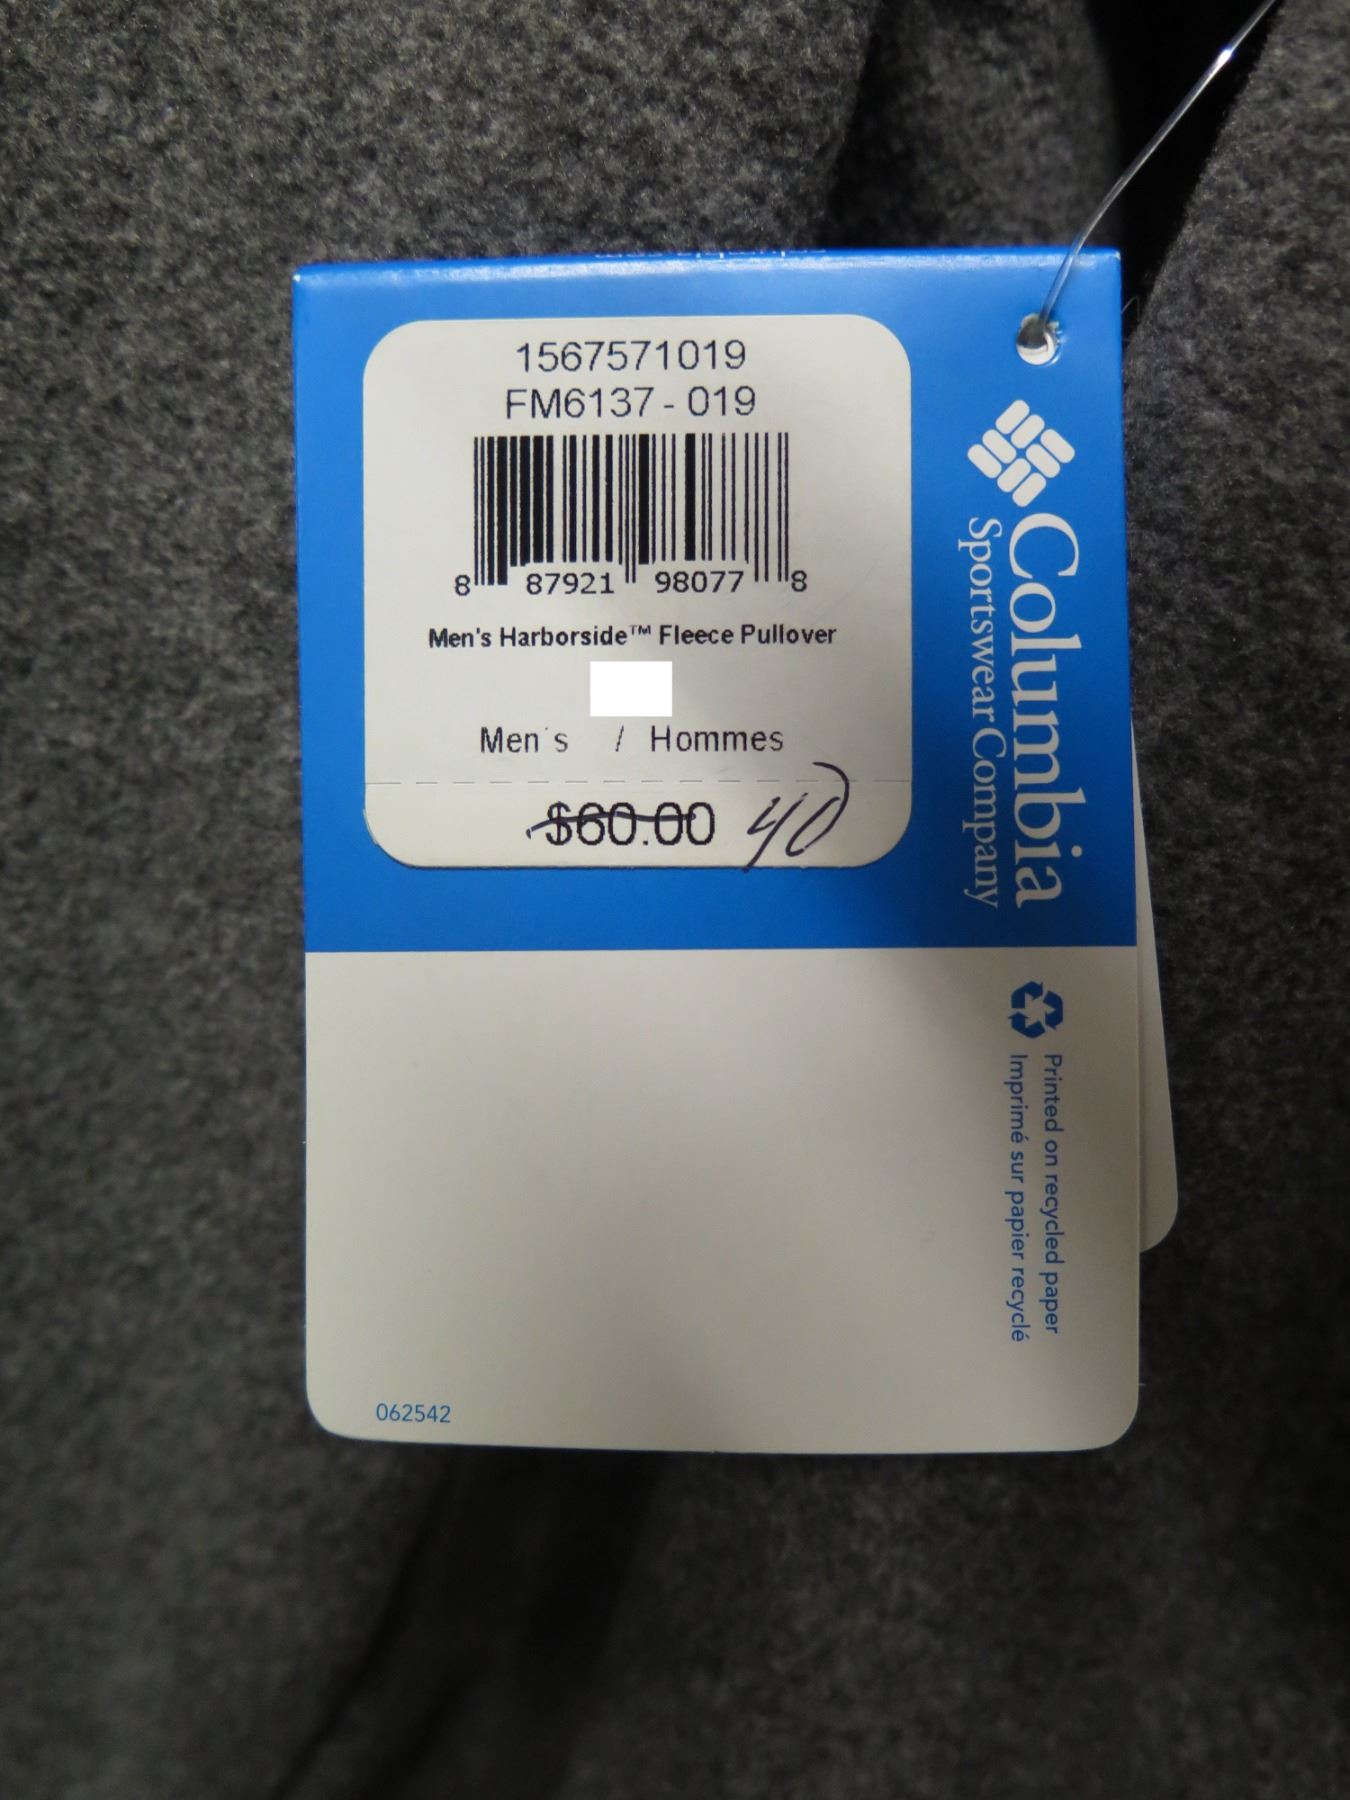 1567571019
FM6137 - 019
8 87921 98077 8
Men's Harborside™ Fleece Pullover
Men's / Hommes
$60.00 40
Columbia
Sportswear Company
Printed on recycled paper
Imprimé sur papier recyclé
062542